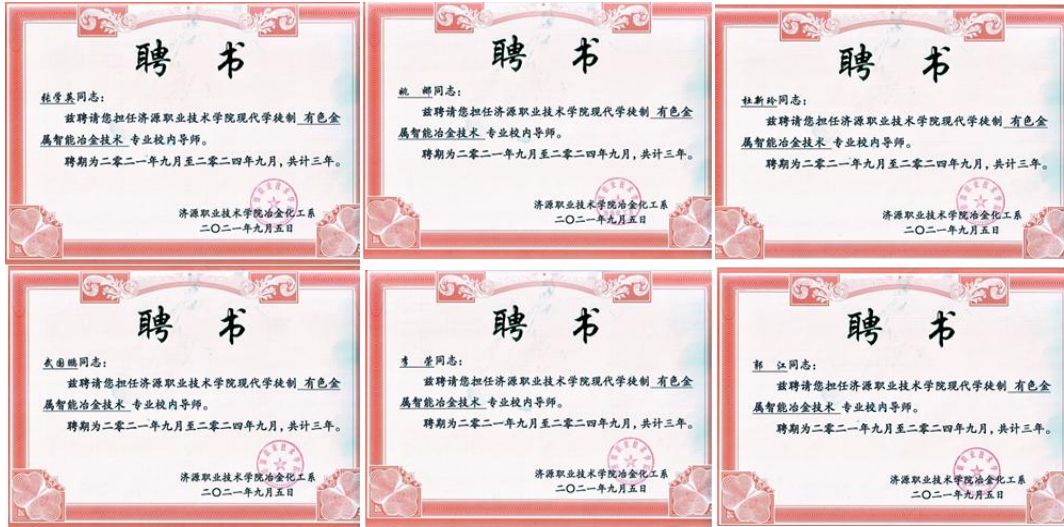 聘 书
张学英同志：
兹聘请您担任济源职业技术学院现代学徒制 有色金
属智能冶金技术 专业校内导师。
聘期为二零二一年九月至二零二四年九月，共计三年。
济源职业技术学院冶金化工系
二〇二一年九月五日
聘 书
姚 娜同志：
兹聘请您担任济源职业技术学院现代学徒制 有色金
属智能冶金技术 专业校内导师。
聘期为二零二一年九月至二零二四年九月，共计三年。
济源职业技术学院冶金化工系
二〇二一年九月五日
聘 书
杜新玲同志：
兹聘请您担任济源职业技术学院现代学徒制 有色金
属智能冶金技术 专业校内导师。
聘期为二零二一年九月至二零二四年九月，共计三年。
济源职业技术学院冶金化工系
二〇二一年九月五日
聘 书
武国鹏同志：
兹聘请您担任济源职业技术学院现代学徒制 有色金
属智能冶金技术 专业校内导师。
聘期为二零二一年九月至二零二四年九月，共计三年。
济源职业技术学院冶金化工系
二〇二一年九月五日
聘 书
李 荣同志：
兹聘请您担任济源职业技术学院现代学徒制 有色金
属智能冶金技术 专业校内导师。
聘期为二零二一年九月至二零二四年九月，共计三年。
济源职业技术学院冶金化工系
二〇二一年九月五日
聘 书
郭 江同志：
兹聘请您担任济源职业技术学院现代学徒制 有色金
属智能冶金技术 专业校内导师。
聘期为二零二一年九月至二零二四年九月，共计三年。
济源职业技术学院冶金化工系
二〇二一年九月五日